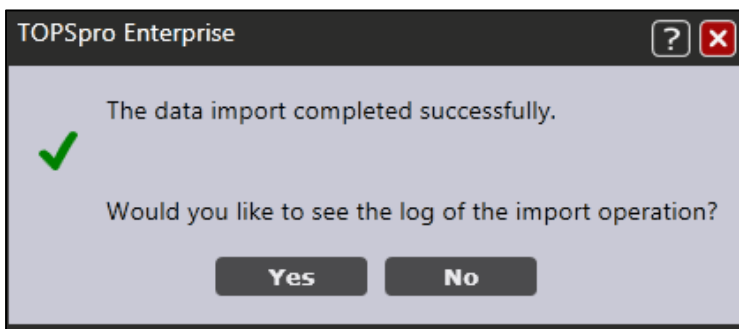 TOPSpro Enterprise
?
The data import completed successfully.
Would you like to see the log of the import operation?
Yes No